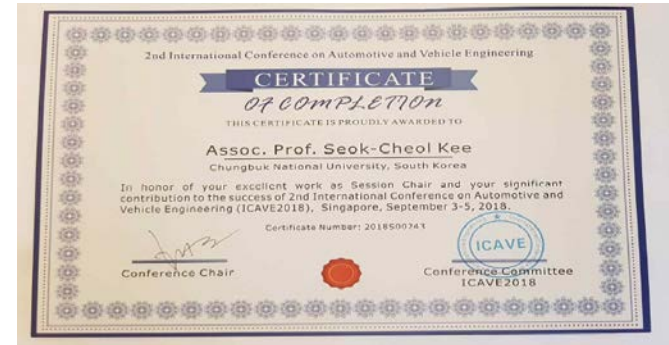 2nd International Conference on Automotive and Vehicle Engineering
CERTIFICATE
OF COMPLETION
THIS CERTIFICATE IS PROUDLY AWARDED TO
Assoc. Prof. Seok-Cheol Kee
Chungbuk National University, South Korea
In honor of your excellent work as Session Chair and your significant
contribution to the success of 2nd International Conference on Automotive and
Vehicle Engineering (ICAVE2018), Singapore, September 3-5, 2018.
Certificate Number: 2018S00743
ICAVE
Conference Chair
Conference Committee
ICAVE2018